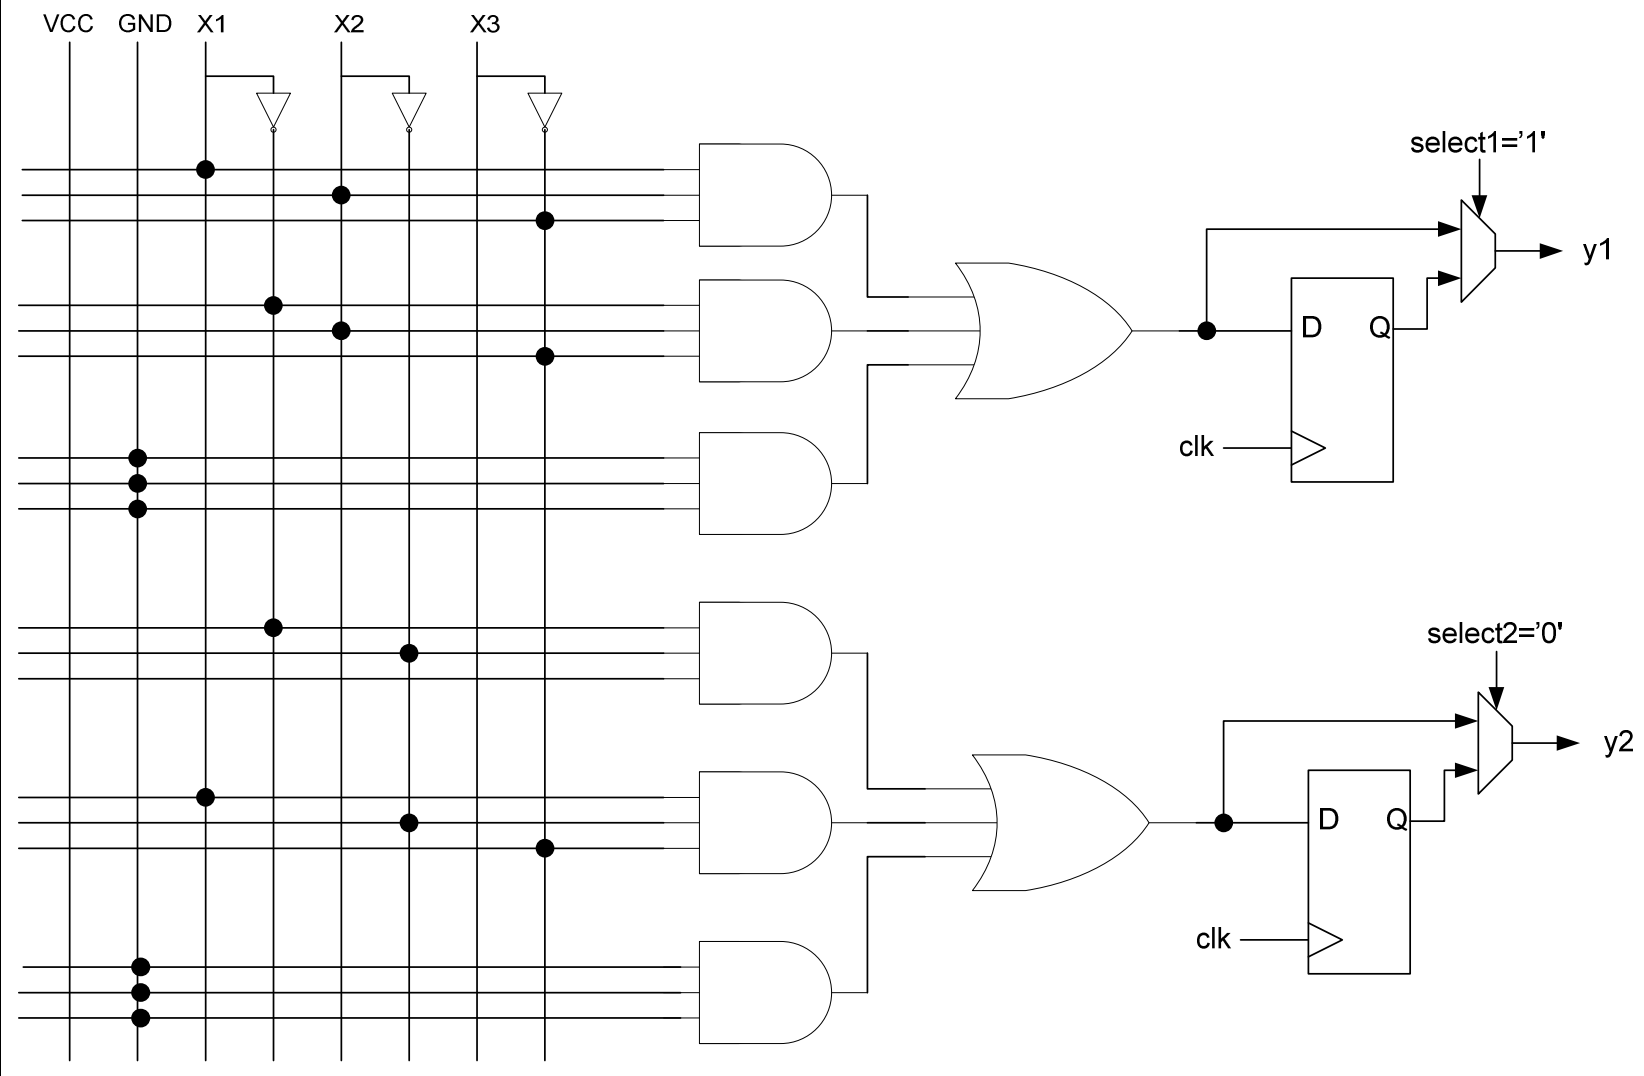 VCC GND X1 X2 X3
select1='1'
y1
D Q
clk
select2='0'
y2
D Q
clk